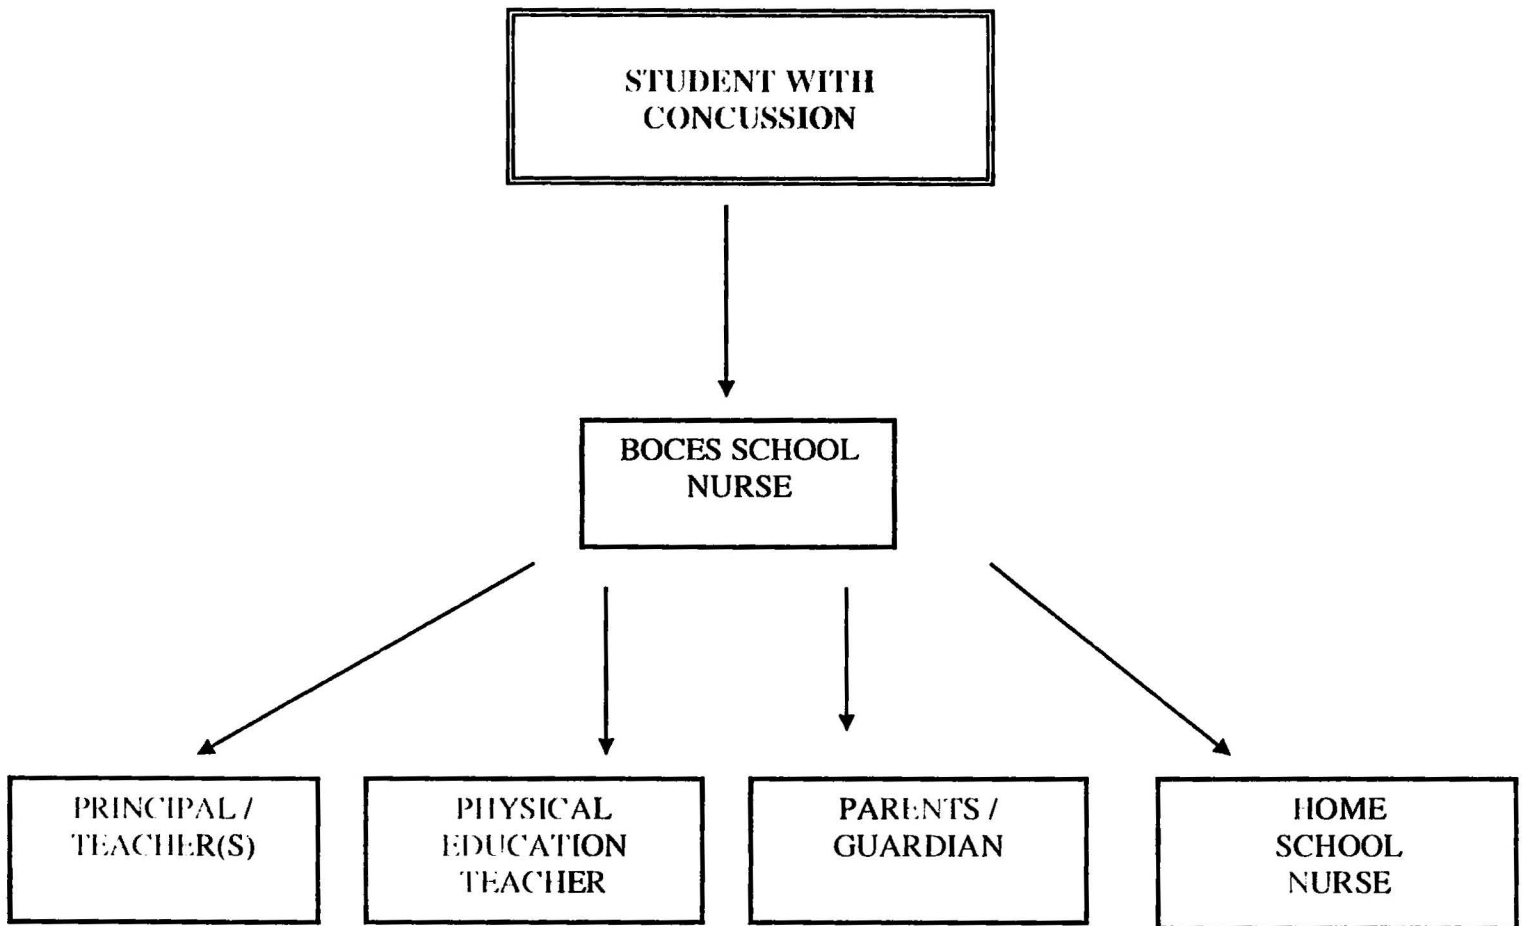 STUDENT WITH
CONCUSSION
BOCES SCHOOL
NURSE
PRINCIPAL /
TEACHER(S)
PHYSICAL
EDUCATION
TEACHER
PARENTS /
GUARDIAN
HOME
SCHOOL
NURSE